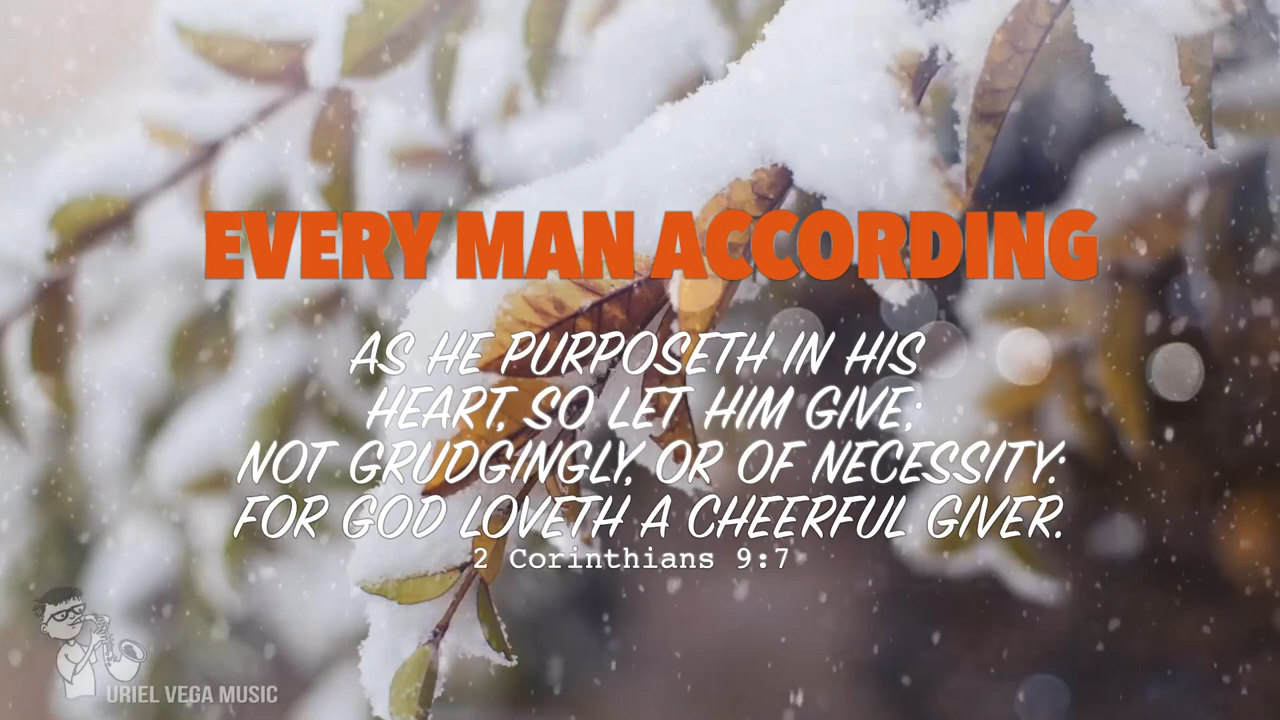 EVERY MAN ACCORDING
AS HE PURPOSETH IN HIS
HEART, SO LET HIM GIVE;
NOT GRUDGINGLY, OR OF NECESSITY:
FOR GOD LOVETH A CHEERFUL GIVER.
2 Corinthians 9:7
URIEL VEGA MUSIC